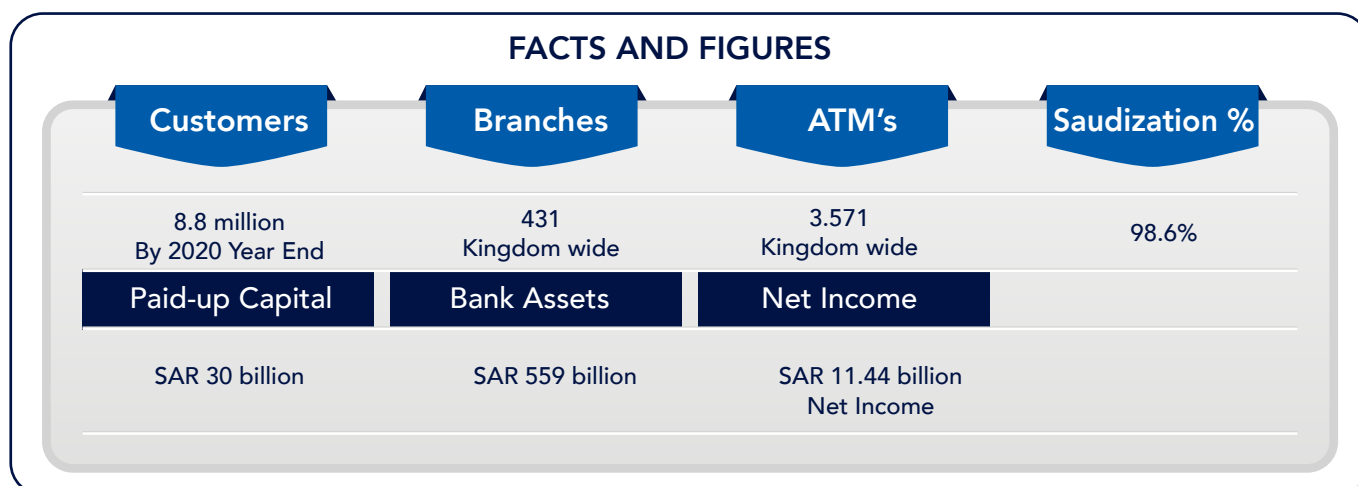 FACTS AND FIGURES
Customers
Branches
ATM's
Saudization %
8.8 million
By 2020 Year End
431
Kingdom wide
3.571
Kingdom wide
98.6%
Paid-up Capital
Bank Assets
Net Income
SAR 30 billion
SAR 559 billion
SAR 11.44 billion
Net Income